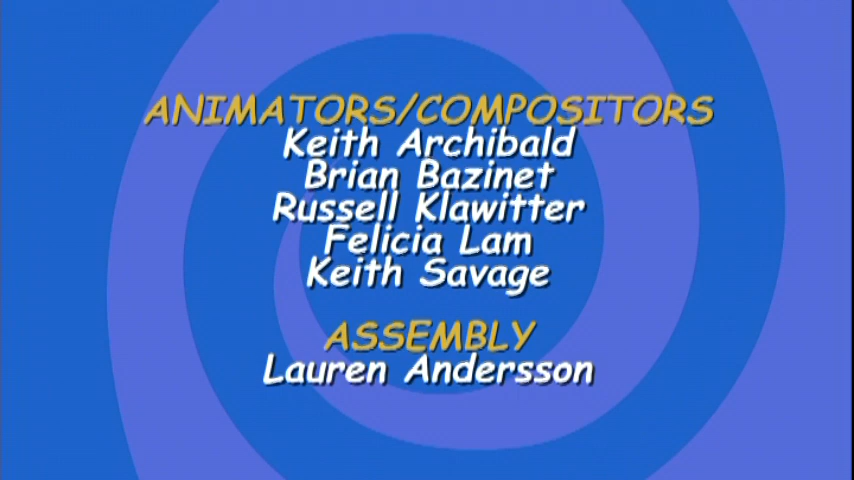 ANIMATORS/COMPOSITORS
Keith Archibald
Brian Bazinet
Russell Klawitter
Felicia Lam
Keith Savage
ASSEMBLY
Lauren Andersson